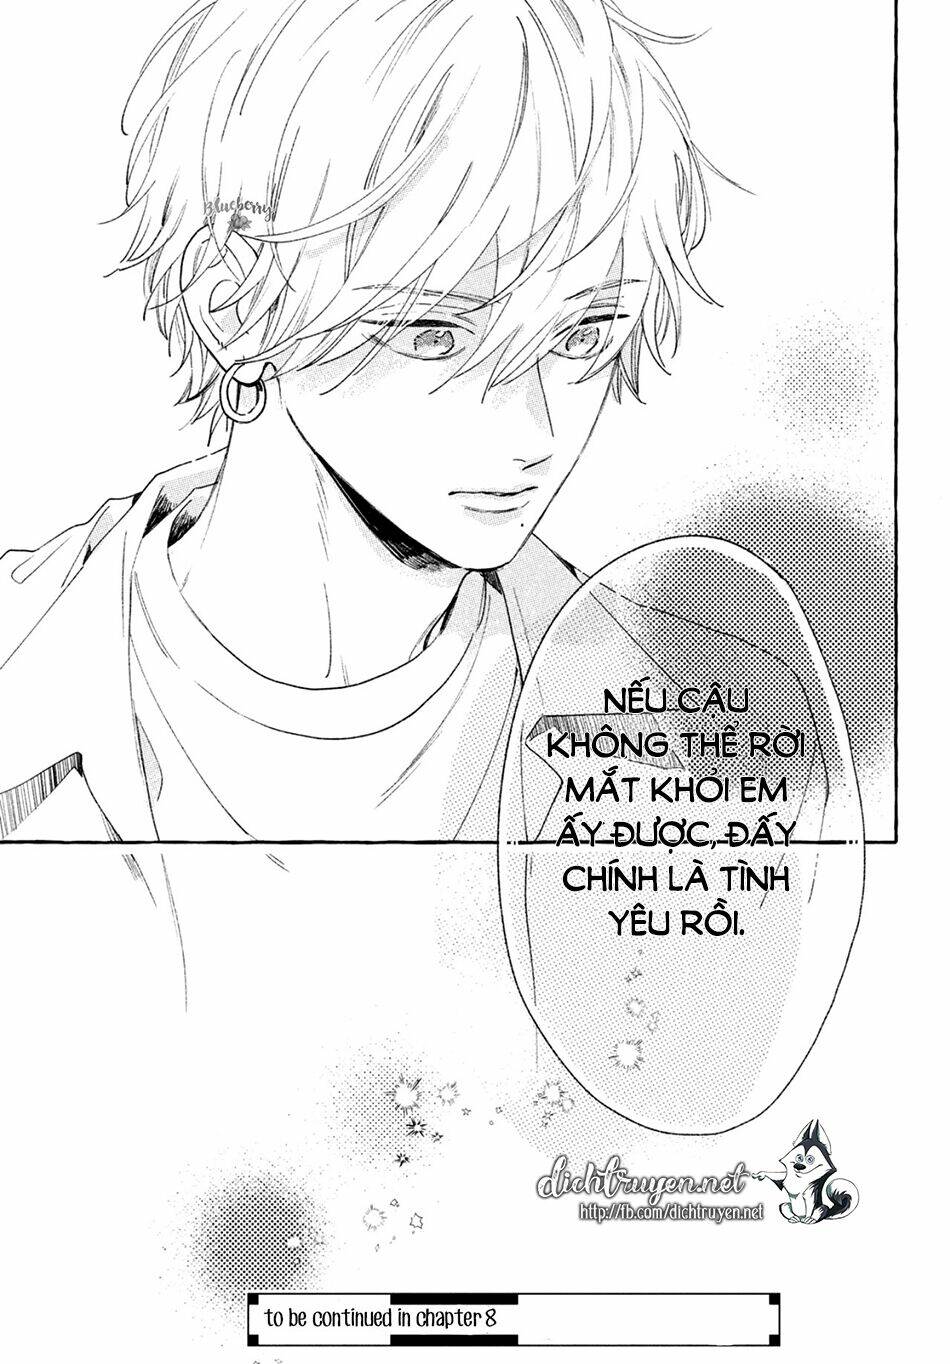 Blueberry
NẾU CẬU
KHÔNG THỂ RỜI
MẮT KHỎI EM
ẤY ĐƯỢC, ĐẤY
CHÍNH LÀ TÌNH
YÊU RỒI.
dichtruyen.net
http://fb.com/dichtruyen.net
to be continued in chapter 8